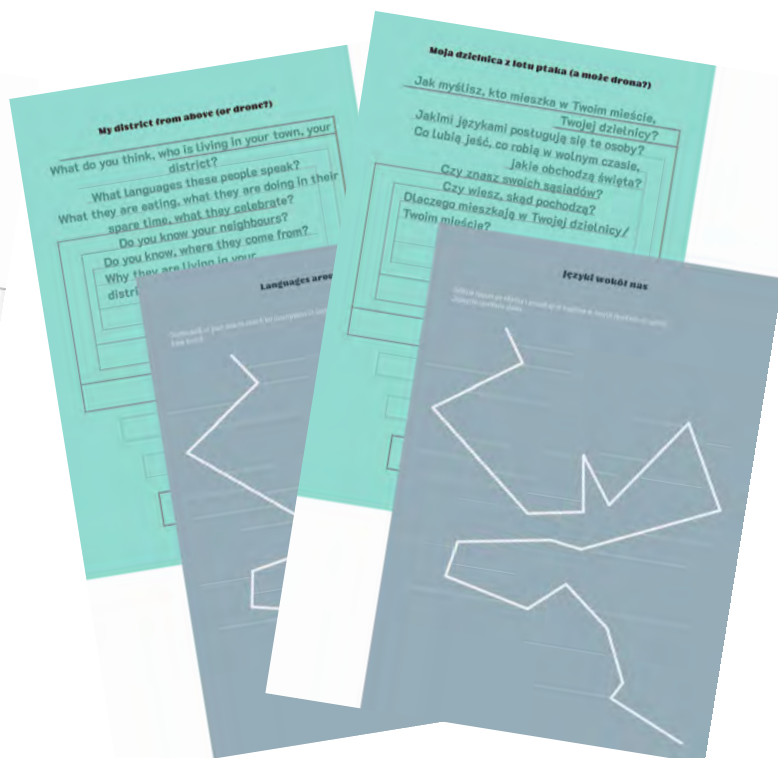 My district from above (or drone?)
What do you think, who is living in your town, your
district?
What languages these people speak?
What they are eating, what they are doing in their
spare time, what they celebrate?
Do you know your neighbours?
Do you know, where they come from?
Why they are living in your
distri
Moja dzielnica z lotu ptaka (a może drona?)
Jak myślisz, kto mieszka w Twoim mieście,
Twojej dzielnicy?
Jakimi językami posługują się te osoby?
Co lubią jeść, co robią w wolnym czasie,
jakie obchodzą święta?
Czy znasz swoich sąsiadów?
Czy wiesz, skąd pochodzą?
Dlaczego mieszkają w Twojej dzielnicy/
Twoim mieście?
Languages aro
Języki wokół nas